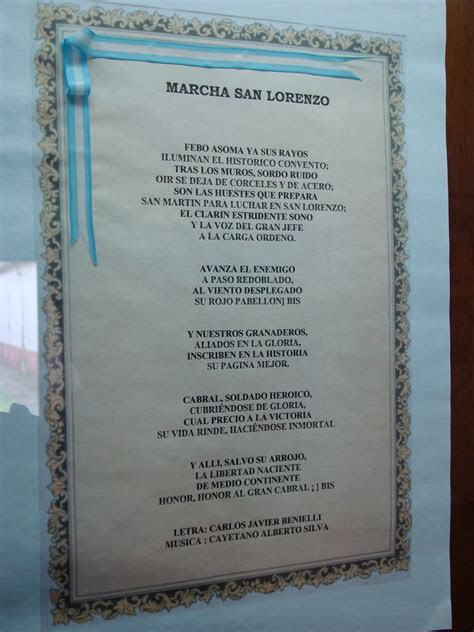 MARCHA SAN LORENZO
FEBO ASOMA YA SUS RAYOS
ILUMINAN EL HISTORICO CONVENTO;
TRAS LOS MUROS, SORDO RUIDO
OIR SE DEJA DE CORCELES Y DE ACERO;
SON LAS HUESTES QUE PREPARA
SAN MARTIN PARA LUCHAR EN SAN LORENZO;
EL CLARIN ESTRIDENTE SONO
Y LA VOZ DEL GRAN JEFE
A LA CARGA ORDENO.
AVANZA EL ENEMIGO
A PASO REDOBLADO,
AL VIENTO DESPLEGADO
SU ROJO PABELLON] BIS
Y NUESTROS GRANADEROS,
ALIADOS EN LA GLORIA,
INSCRIBEN EN LA HISTORIA
SU PAGINA MEJOR.
CABRAL, SOLDADO HEROICO,
CUBRIÉNDOSE DE GLORIA,
CUAL PRECIO A LA VICTORIA
SU VIDA RINDE, HACIÉNDOSE INMORTAL
Y ALLI, SALVO SU ARROJO,
LA LIBERTAD NACIENTE
DE MEDIO CONTINENTE
HONOR, HONOR AL GRAN CABRAL ; ] BIS
LETRA: CARLOS JAVIER BENIELLI
MUSICA : CAYETANO ALBERTO SILVA